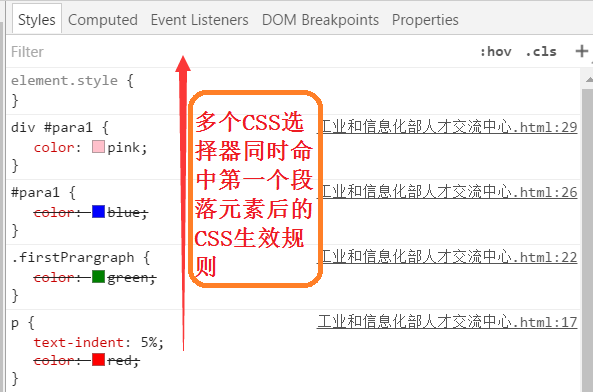 Styles Computed Event Listeners DOM Breakpoints Properties
Filter :hov .cls +
element.style {
}
div #para1 { 工业和信息化部人才交流中心.html:29
color: pink;
}
#para1 { 工业和信息化部人才交流中心.html:26
color: blue;
}
.firstPrargraph { 工业和信息化部人才交流中心.html:22
color: green;
}
p { 工业和信息化部人才交流中心.html:17
text-indent: 5%;
color: red;
}
多个CSS选
择器同时命
中第一个段
落元素后的
CSS生效规
则